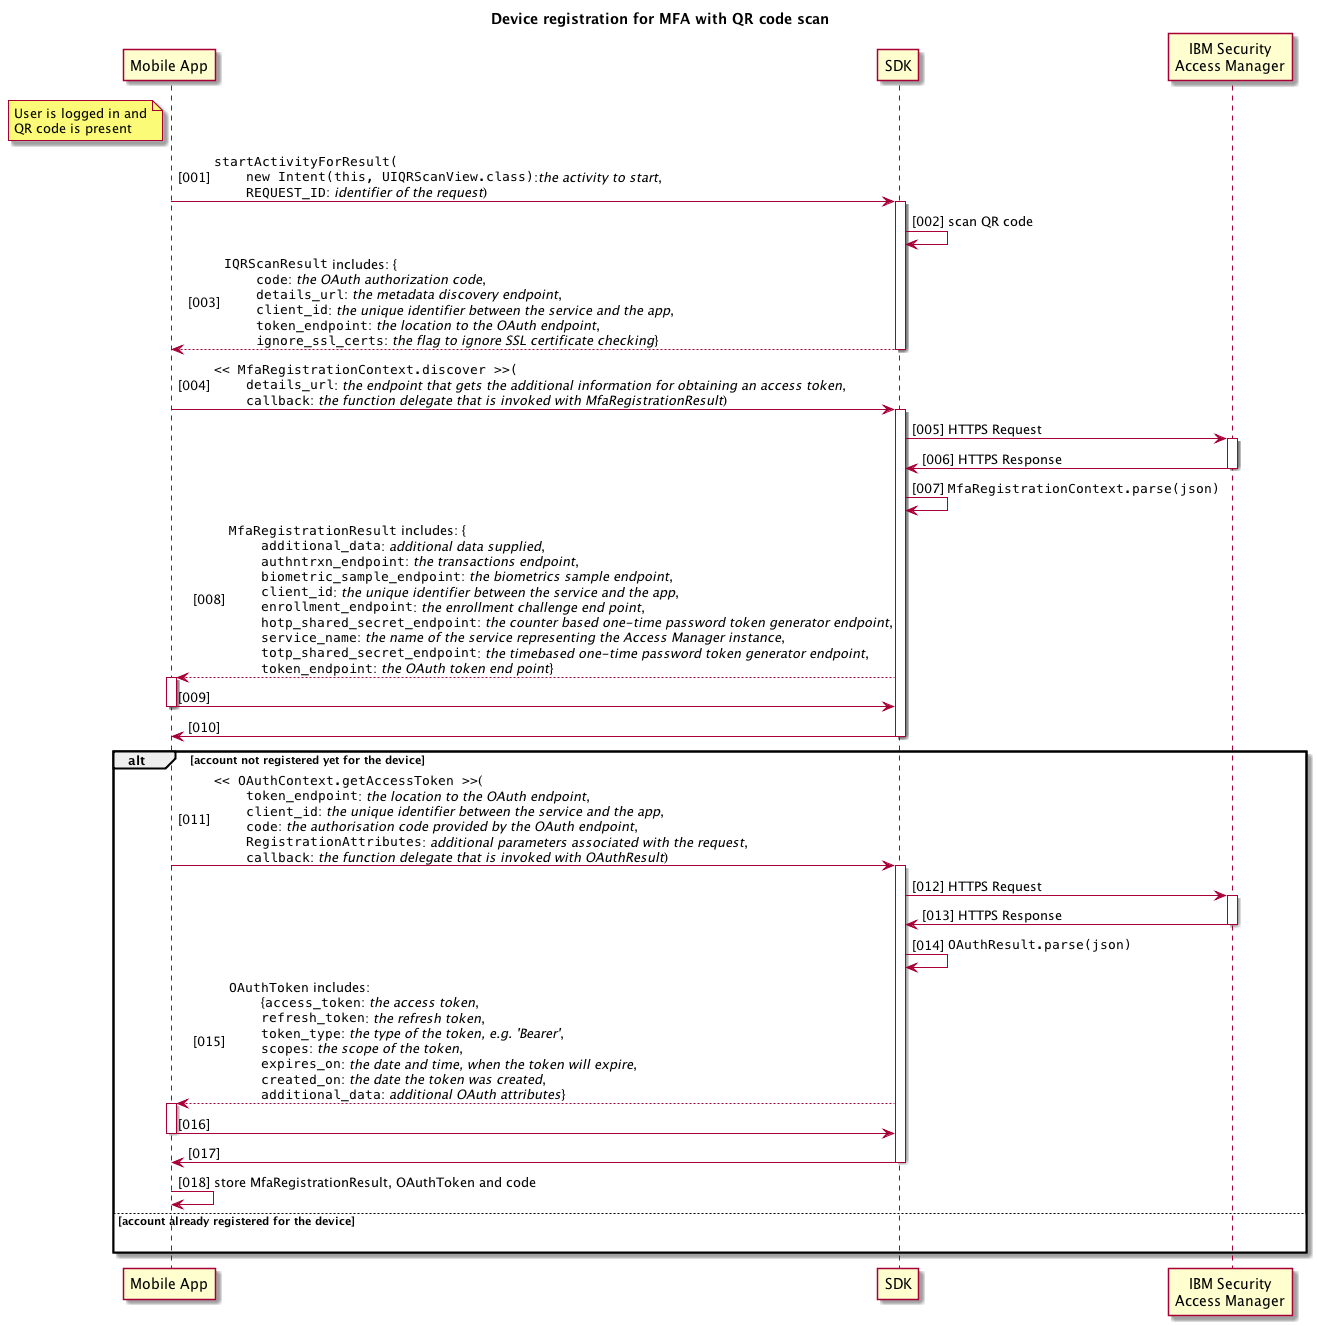 Device registration for MFA with QR code scan
Mobile App
SDK
IBM Security
Access Manager
User is logged in and
QR code is present
startActivityForResult(
[001] new Intent(this, UIQRScanView.class):the activity to start,
REQUEST_ID: identifier of the request)
[002] scan QR code
IQRScanResult includes: {
code: the OAuth authorization code,
details_url: the metadata discovery endpoint,
[003] client_id: the unique identifier between the service and the app,
token_endpoint: the location to the OAuth endpoint,
ignore_ssl_certs: the flag to ignore SSL certificate checking}
<< MfaRegistrationContext.discover >>(
[004] details_url: the endpoint that gets the additional information for obtaining an access token,
callback: the function delegate that is invoked with MfaRegistrationResult)
[005] HTTPS Request
[006] HTTPS Response
[007] MfaRegistrationContext.parse(json)
MfaRegistrationResult includes: {
additional_data: additional data supplied,
authntrxn_endpoint: the transactions endpoint,
biometric_sample_endpoint: the biometrics sample endpoint,
client_id: the unique identifier between the service and the app,
[008] enrollment_endpoint: the enrollment challenge end point,
hotp_shared_secret_endpoint: the counter based one-time password token generator endpoint,
service_name: the name of the service representing the Access Manager instance,
totp_shared_secret_endpoint: the timebased one-time password token generator endpoint,
token_endpoint: the OAuth token end point}
[009]
[010]
alt [account not registered yet for the device]
<< OAuthContext.getAccessToken >>(
token_endpoint: the location to the OAuth endpoint,
client_id: the unique identifier between the service and the app,
[011] code: the authorisation code provided by the OAuth endpoint,
RegistrationAttributes: additional parameters associated with the request,
callback: the function delegate that is invoked with OAuthResult)
[012] HTTPS Request
[013] HTTPS Response
[014] OAuthResult.parse(json)
OAuthToken includes:
{access_token: the access token,
refresh_token: the refresh token,
token_type: the type of the token, e.g. 'Bearer',
[015] scopes: the scope of the token,
expires_on: the date and time, when the token will expire,
created_on: the date the token was created,
additional_data: additional OAuth attributes}
[016]
[017]
[018] store MfaRegistrationResult, OAuthToken and code
[account already registered for the device]
Mobile App
SDK
IBM Security
Access Manager